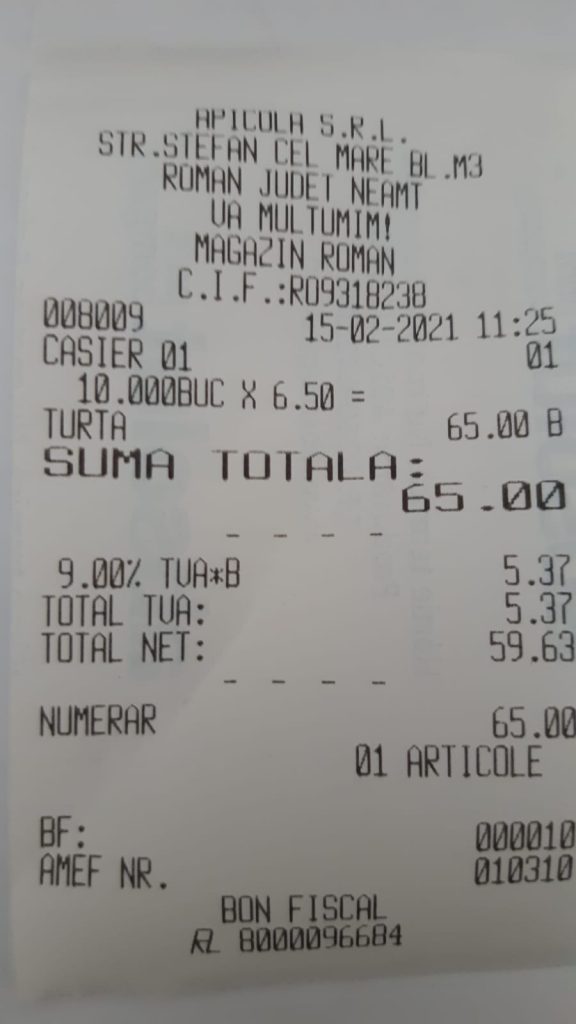 APICOLA S.R.L.
STR.STEFAN CEL MARE BL.M3
ROMAN JUDET NEAMT
VA MULTUMIM!
MAGAZIN ROMAN
C.I.F.:RO9318238
008009 15-02-2021 11:25
CASIER 01 01
10.000BUC X 6.50 =
TURTA 65.00 B
SUMA TOTALA:
65.00
- - - -
9.00% TVA*B 5.37
TOTAL TVA: 5.37
TOTAL NET: 59.63
- - - -
NUMERAR 65.00
01 ARTICOLE
BF: 000010
AMEF NR. 010310
BON FISCAL
8000096684